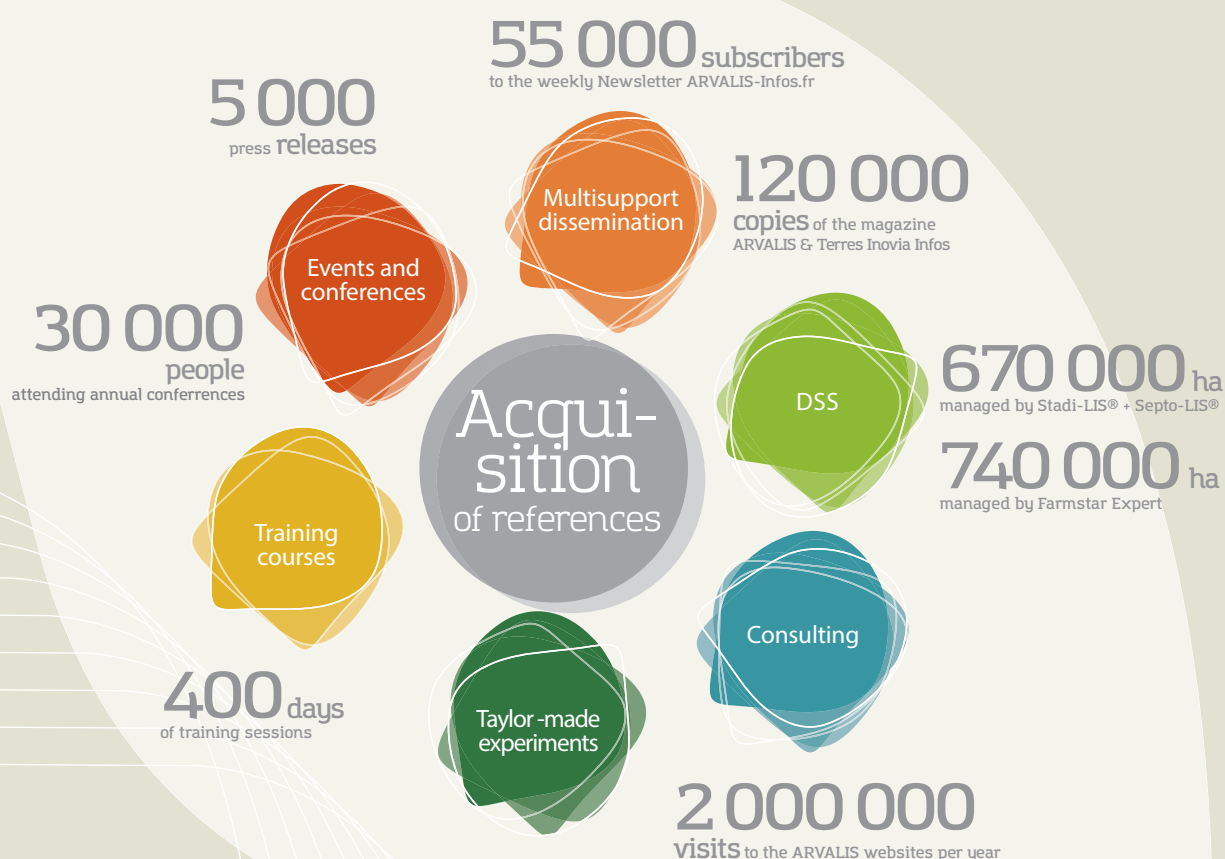 55 000 subscribers
to the weekly Newsletter ARVALIS-Infos.fr
5 000
press releases
Multisupport
dissemination
120 000
copies of the magazine
ARVALIS & Terres Inovia Infos
Events and
conferences
30 000
people
attending annual conferrences
DSS
670 000 ha
managed by Stadi-LIS® + Septo-LIS®
740 000 ha
managed by Farmstar Expert
Acqui-
sition
of references
Training
courses
Consulting
400 days
of training sessions
Taylor-made
experiments
2 000 000
visits to the ARVALIS websites per year